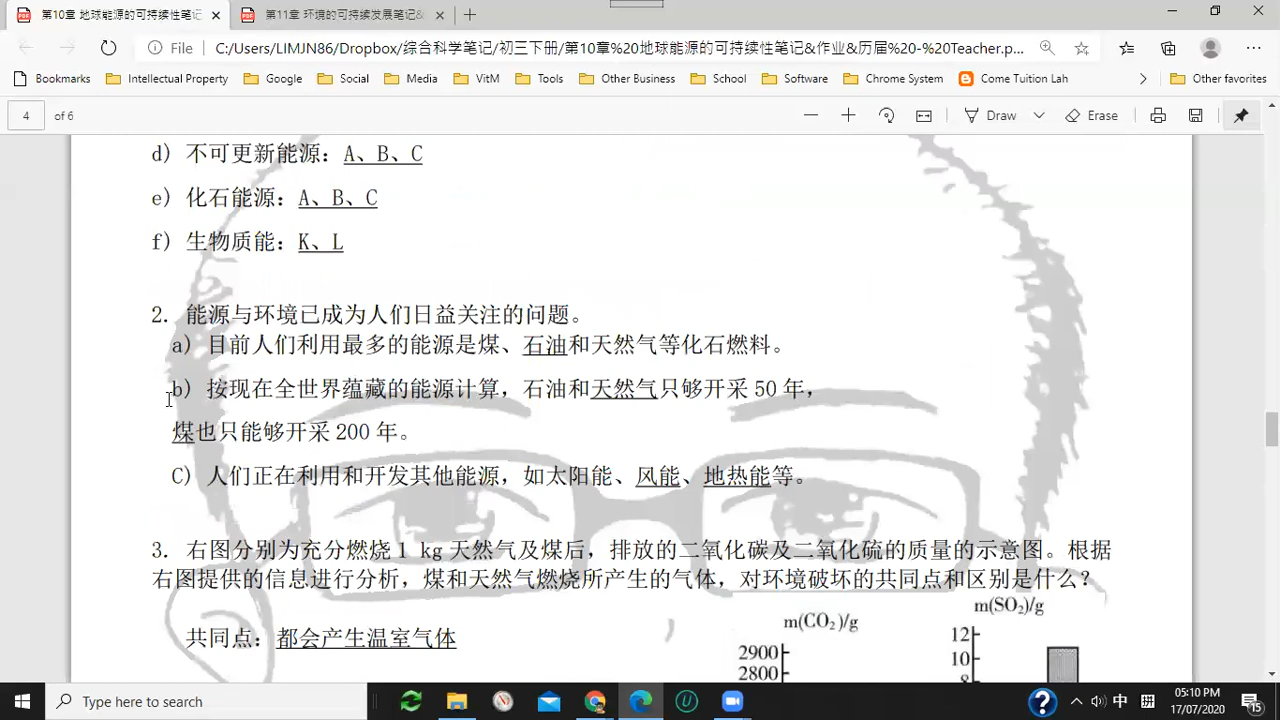 第10章 地球能源的可持续性笔记
第11章 环境的可持续发展笔记&
File C:/Users/LIMJN86/Dropbox/综合科学笔记/初三下册/第10章%20地球能源的可持续性笔记&作业&历届%20-%20Teacher.p...
Bookmarks Intellectual Property Google Social Media VitM Tools Other Business School Software Chrome System Come Tuition Lah Other favorites
4 of 6 Draw Erase
d) 不可更新能源：A、B、C
e) 化石能源：A、B、C
f) 生物质能：K、L
2. 能源与环境已成为人们日益关注的问题。
a) 目前人们利用最多的能源是煤、石油和天然气等化石燃料。
b) 按现在全世界蕴藏的能源计算，石油和天然气只够开采 50 年，
煤也只能够开采 200 年。
C) 人们正在利用和开发其他能源，如太阳能、风能、地热能等。
3. 右图分别为充分燃烧 1 kg 天然气及煤后，排放的二氧化碳及二氧化硫的质量的示意图。根据
右图提供的信息进行分析，煤和天然气燃烧所产生的气体，对环境破坏的共同点和区别是什么？
m(CO₂)/g
m(SO₂)/g
共同点：都会产生温室气体
2900
2800
12
10
8
Type here to search
中
05:10 PM
17/07/2020
15